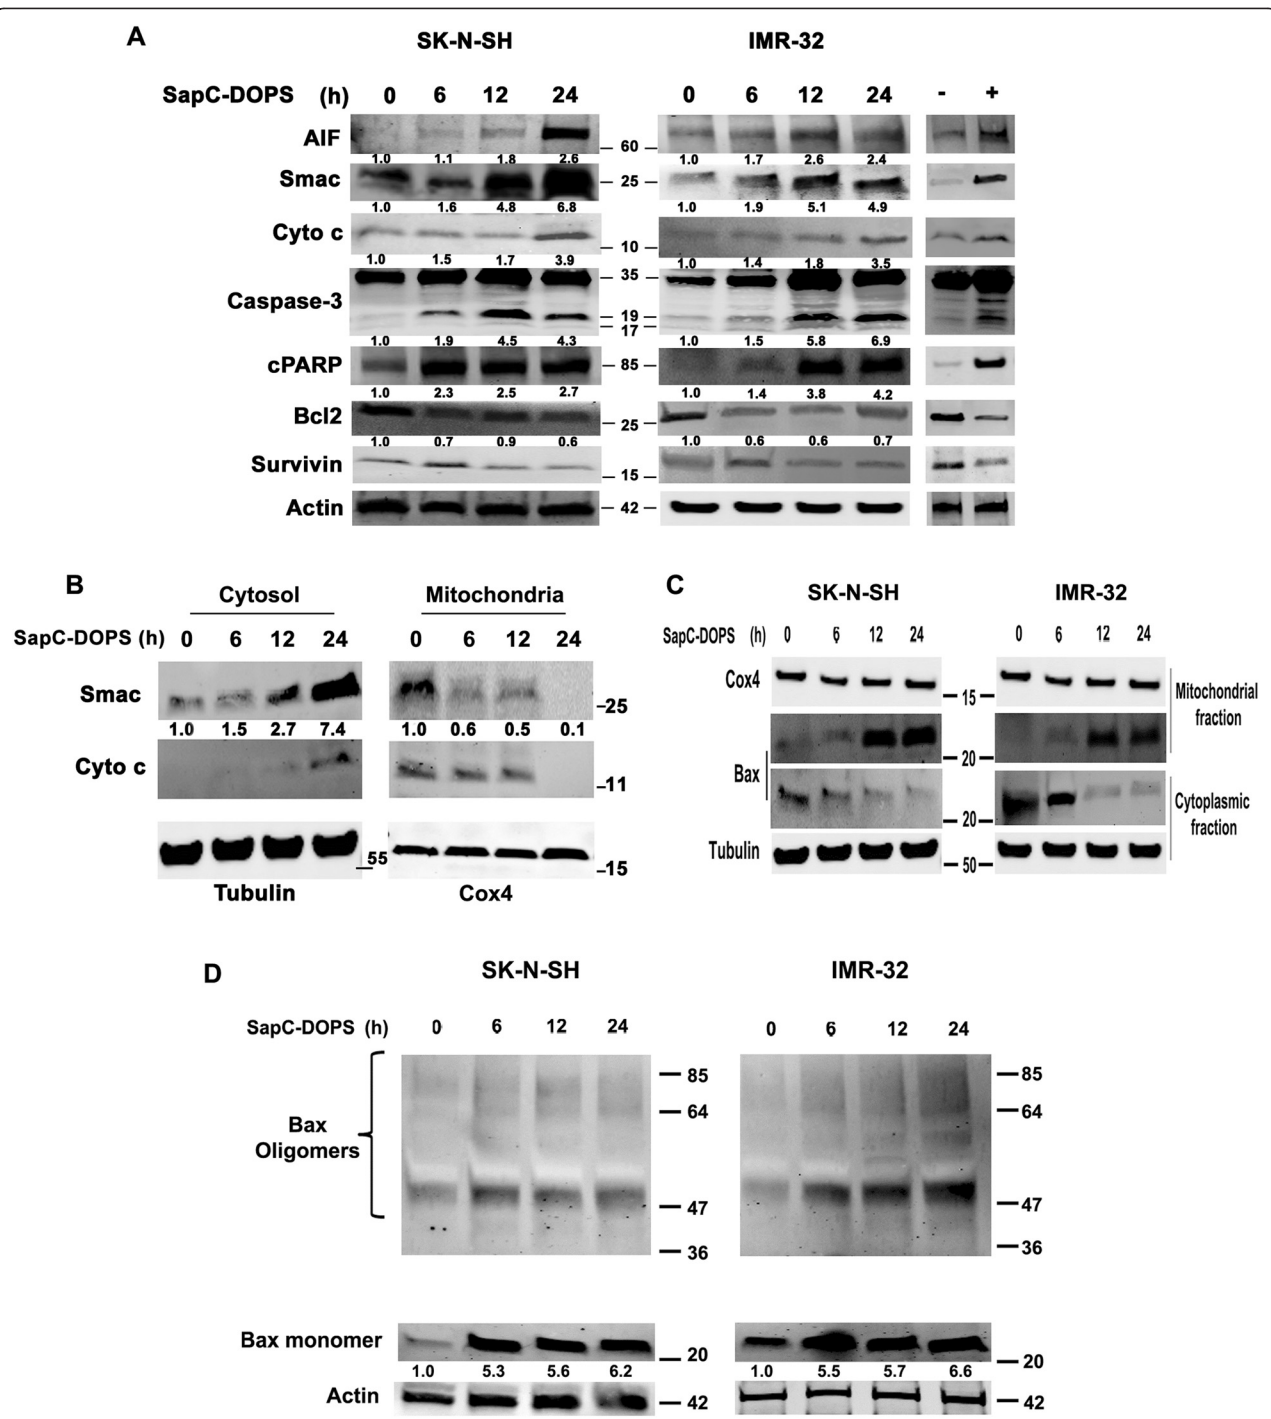 A
SK-N-SH IMR-32
SapC-DOPS (h) 0 6 12 24 0 6 12 24 - +
AIF
60
1.0 1.1 1.8 2.6 1.0 1.7 2.6 2.4
Smac 25
1.0 1.6 4.8 6.8 1.0 1.9 5.1 4.9
Cyto c
10
1.0 1.5 1.7 3.9 1.0 1.4 1.8 3.5
35
Caspase-3
19
17
1.0 1.9 4.5 4.3 1.0 1.5 5.8 6.9
cPARP 85
1.0 2.3 2.5 2.7 1.0 1.4 3.8 4.2
Bcl2
25
1.0 0.7 0.9 0.6 1.0 0.6 0.6 0.7
Survivin
15
Actin 42
B
Cytosol Mitochondria
SapC-DOPS (h) 0 6 12 24 0 6 12 24
Smac
25
1.0 1.5 2.7 7.4 1.0 0.6 0.5 0.1
Cyto c
11
55
15
Tubulin Cox4
C
SK-N-SH IMR-32
SapC-DOPS (h) 0 6 12 24 0 6 12 24
Cox4
15
Mitochondrial
fraction
20
Bax
Cytoplasmic
fraction
20
Tubulin
50
D
SK-N-SH IMR-32
SapC-DOPS (h) 0 6 12 24 0 6 12 24
85 85
64 64
Bax
Oligomers
47 47
36 36
Bax monomer
20 20
1.0 5.3 5.6 6.2 1.0 5.5 5.7 6.6
Actin 42 42